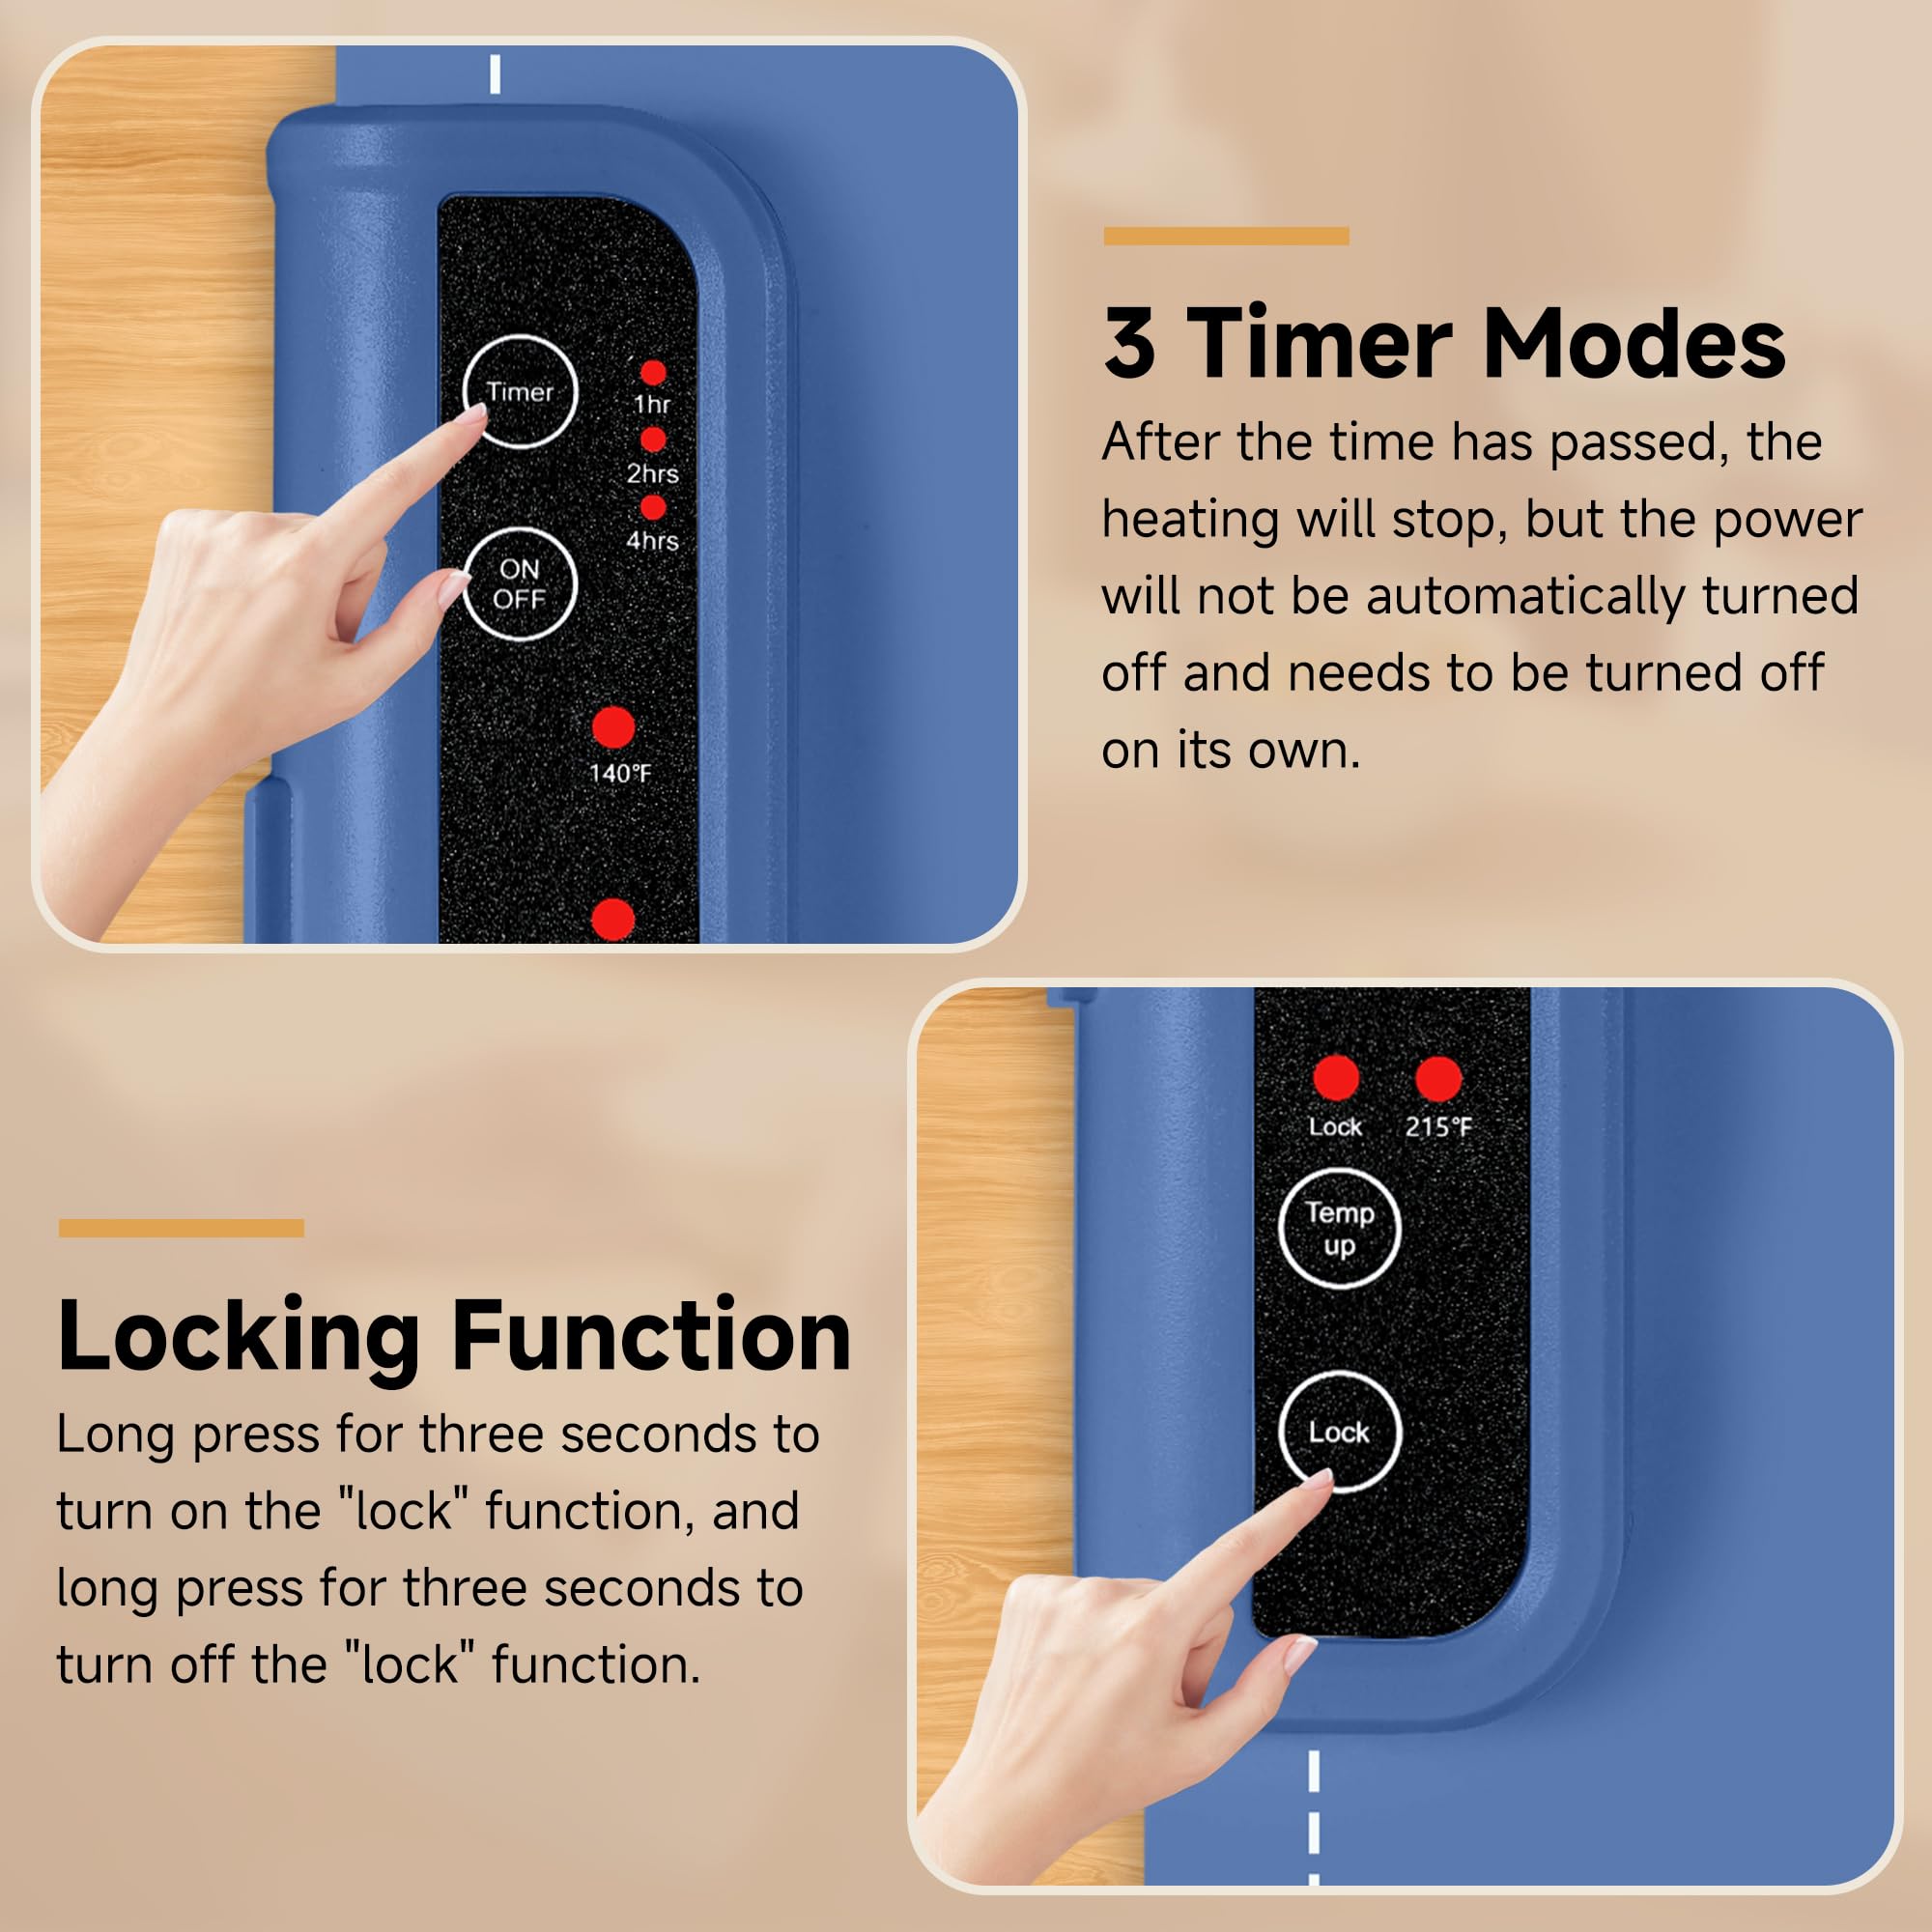 Timer
1hr
2hrs
4hrs
ON
OFF
140°F
3 Timer Modes
After the time has passed, the
heating will stop, but the power
will not be automatically turned
off and needs to be turned off
on its own.
Locking Function
Long press for three seconds to
turn on the "lock" function, and
long press for three seconds to
turn off the "lock" function.
Lock 215°F
Temp
up
Lock